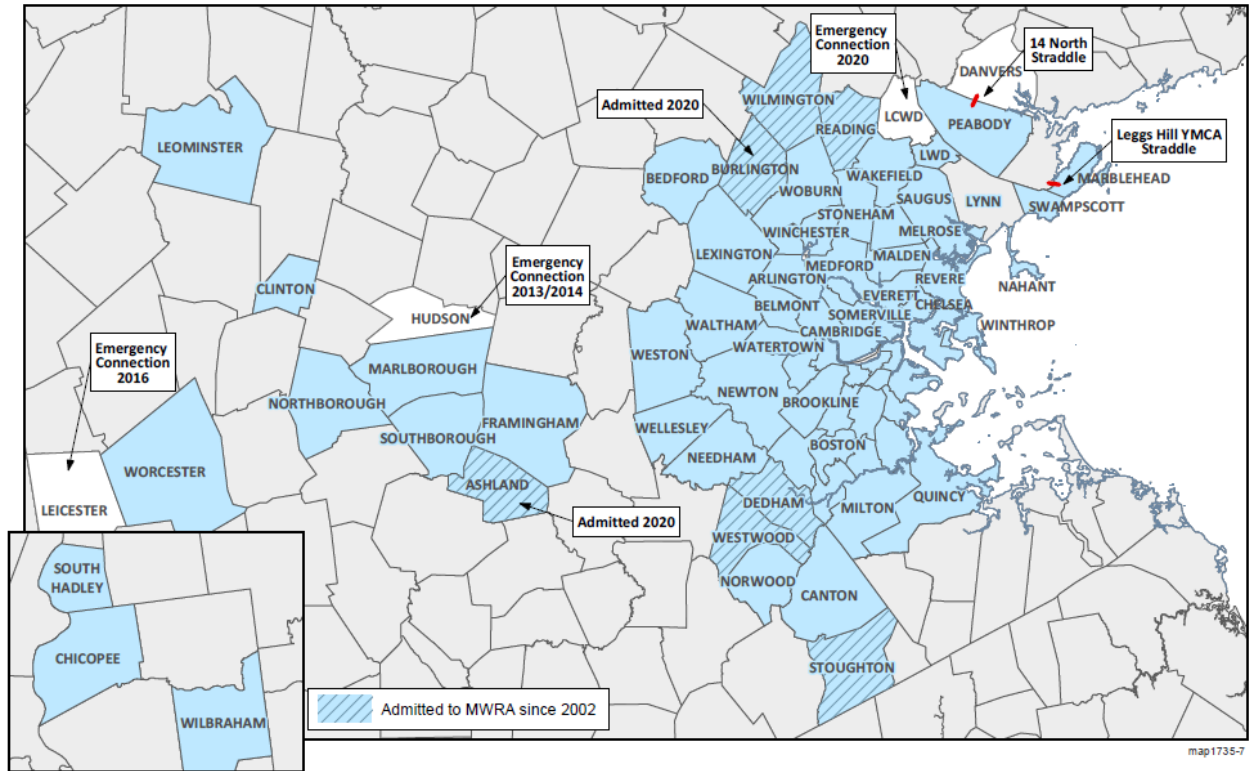 Emergency
Connection
2020
14 North
Straddle
DANVERS
Admitted 2020
WILMINGTON
LCWD
READING
PEABODY
Leggs Hill YMCA
Straddle
LEOMINSTER
BEDFORD
BURLINGTON
LWD
WAKEFIELD
MARBLEHEAD
WOBURN
SAUGUS
LYNN
SWAMPSCOTT
STONEHAM
WINCHESTER
MELROSE
LEXINGTON
MALDEN
MEDFORD
ARLINGTON
REVERE
NAHANT
Emergency
Connection
2013/2014
CLINTON
EVERETT
CHELSEA
BELMONT
SOMERVILLE
HUDSON
WALTHAM
CAMBRIDGE
WINTHROP
WATERTOWN
Emergency
Connection
2016
WESTON
MARLBOROUGH
NEWTON
NORTHBOROUGH
BROOKLINE
FRAMINGHAM
WELLESLEY
SOUTHBOROUGH
BOSTON
NEEDHAM
WORCESTER
ASHLAND
QUINCY
DEDHAM
MILTON
LEICESTER
Admitted 2020
WESTWOOD
NORWOOD
CANTON
SOUTH
HADLEY
CHICOPEE
STOUGHTON
WILBRAHAM
Admitted to MWRA since 2002
map1735-7